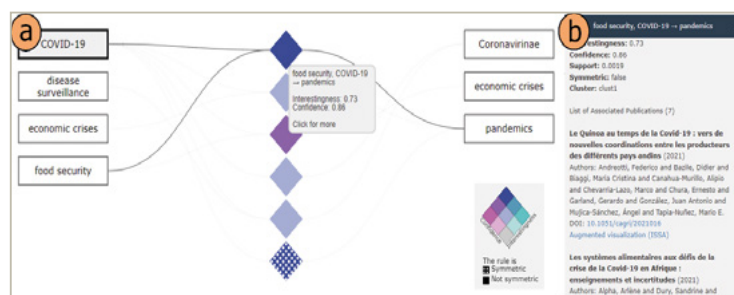 a
COVID-19
disease
surveillance
economic crises
food security
food security, COVID-19
→ pandemics
Interestingness: 0.73
Confidence: 0.86
Click for more
Coronavirinae
economic crises
pandemics
confidence
interestingness
The rule is
Symmetric
Not symmetric
b
food security, COVID-19 → pandemics
restingness: 0.73
Confidence: 0.86
Support: 0.0019
Symmetric: false
Cluster: clust1
List of Associated Publications (7)
Le Quinoa au temps de la Covid-19 : vers de
nouvelles coordinations entre les producteurs
des différents pays andins (2021)
Authors: Andreotti, Federico and Bazile, Didier and
Biaggi, Maria Cristina and Canahua-Murillo, Alipio
and Chevarria-Lazo, Marco and Chura, Ernesto and
Garland, Gerardo and González, Juan Antonio and
Mujica-Sánchez, Ángel and Tapia-Nuñez, Mario E.
DOI: 10.1051/cagri/2021016
Augmented visualization (ISSA)
Les systèmes alimentaires aux défis de la
crise de la Covid-19 en Afrique :
enseignements et incertitudes (2021)
Authors: Alpha, Arlène and Dury, Sandrine and